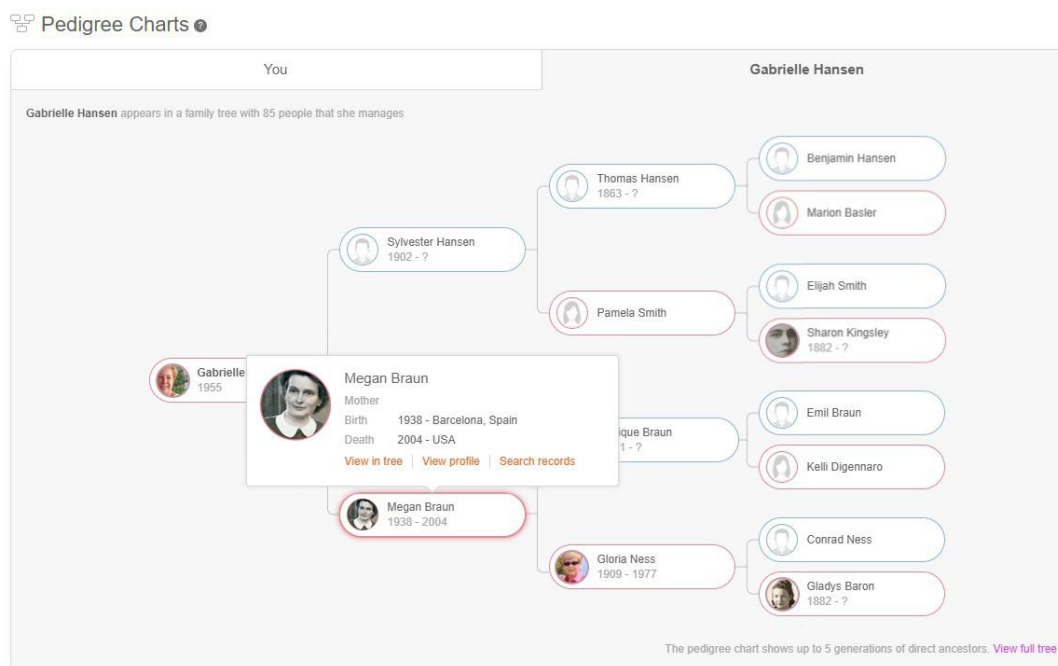 Pedigree Charts ?
You
Gabrielle Hansen
Gabrielle Hansen appears in a family tree with 85 people that she manages
Benjamin Hansen
Thomas Hansen
1863 - ?
Marion Basler
Sylvester Hansen
1902 - ?
Elijah Smith
Pamela Smith
Sharon Kingsley
1882 - ?
Gabrielle
1955
Megan Braun
Mother
Birth 1938 - Barcelona, Spain
Death 2004 - USA
View in tree | View profile | Search records
Emil Braun
ique Braun
1 - ?
Kelli Digennaro
Megan Braun
1938 - 2004
Conrad Ness
Gloria Ness
1909 - 1977
Gladys Baron
1882 - ?
The pedigree chart shows up to 5 generations of direct ancestors. View full tree